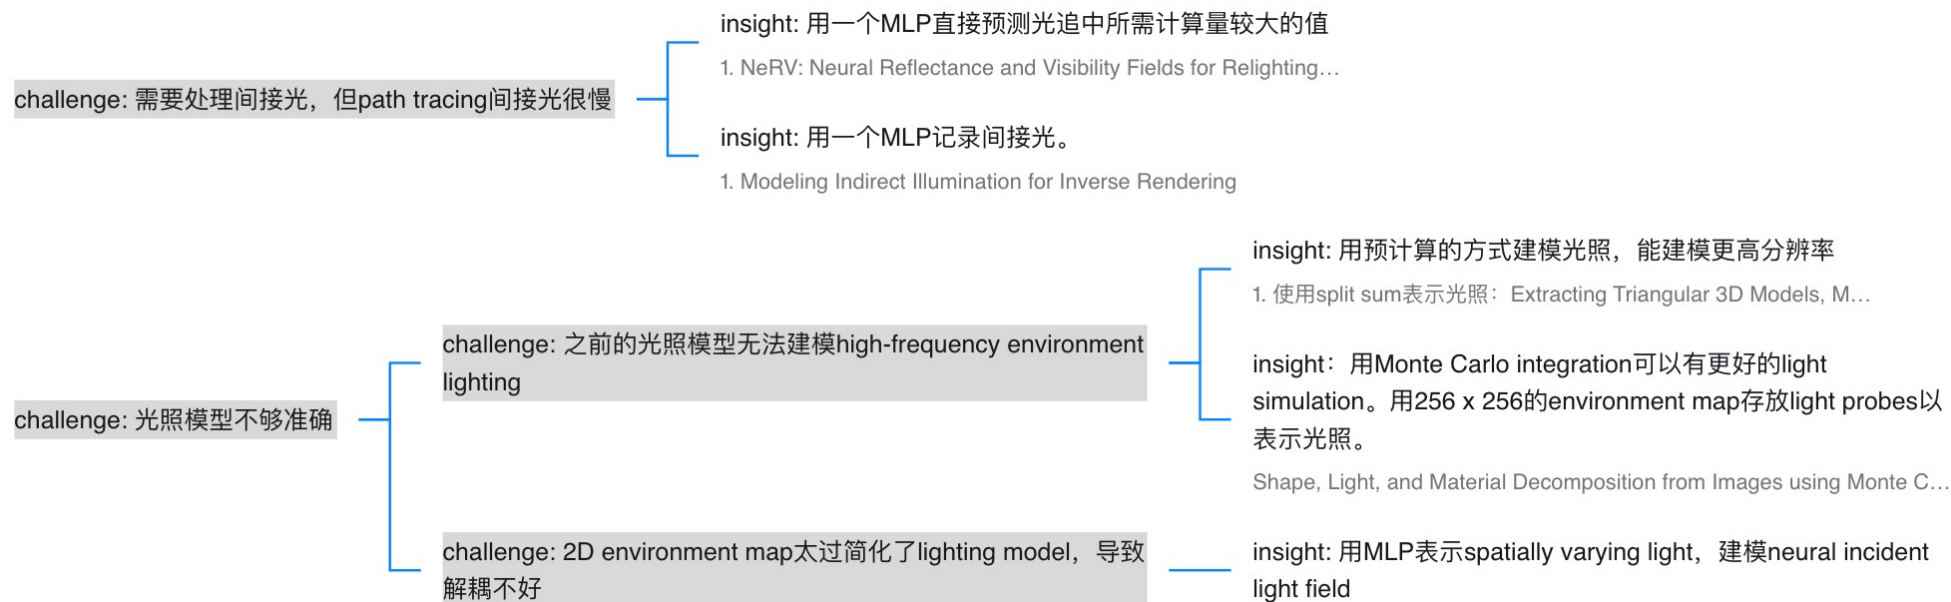 insight: 用一个MLP直接预测光追中所需计算量较大的值
1. NeRV: Neural Reflectance and Visibility Fields for Relighting…
challenge: 需要处理间接光，但path tracing间接光很慢
insight: 用一个MLP记录间接光。
1. Modeling Indirect Illumination for Inverse Rendering
insight: 用预计算的方式建模光照，能建模更高分辨率
1. 使用split sum表示光照：Extracting Triangular 3D Models, M…
challenge: 之前的光照模型无法建模high-frequency environment
lighting
insight：用Monte Carlo integration可以有更好的light
simulation。用256 x 256的environment map存放light probes以
表示光照。
Shape, Light, and Material Decomposition from Images using Monte C…
challenge: 光照模型不够准确
challenge: 2D environment map太过简化了lighting model，导致
解耦不好
insight: 用MLP表示spatially varying light，建模neural incident
light field